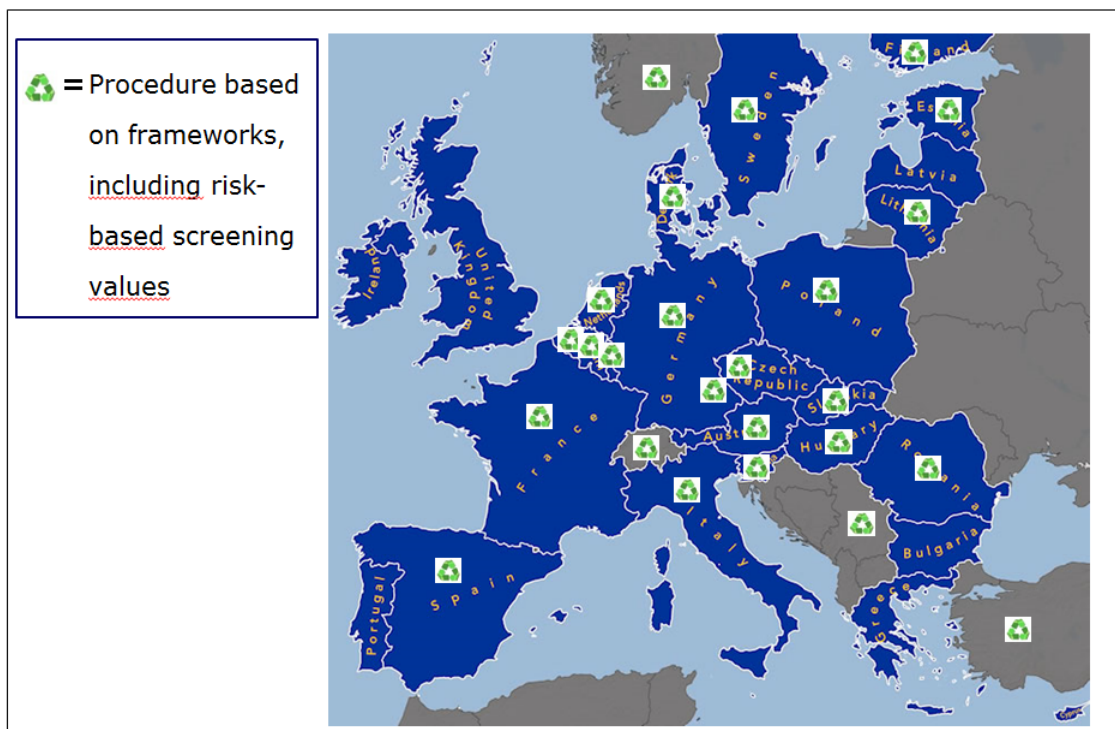 = Procedure based
on frameworks,
including risk-
based screening
values
Finland
Sweden
Estonia
Latvia
Lithuania
Denmark
Ireland
United
Kingdom
Netherlands
Germany
Poland
Czech
Republic
Slovakia
Austria
Hungary
France
Romania
Italy
Bulgaria
Spain
Portugal
Greece
Cyprus